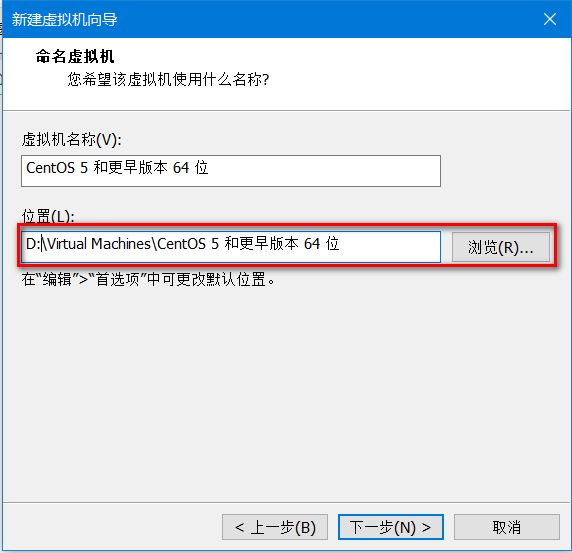 新建虚拟机向导
命名虚拟机
您希望该虚拟机使用什么名称?
虚拟机名称(V):
CentOS 5 和更早版本 64 位
位置(L):
D:\Virtual Machines\CentOS 5 和更早版本 64 位
浏览(R)...
在“编辑”>“首选项”中可更改默认位置。
< 上一步(B)
下一步(N) >
取消